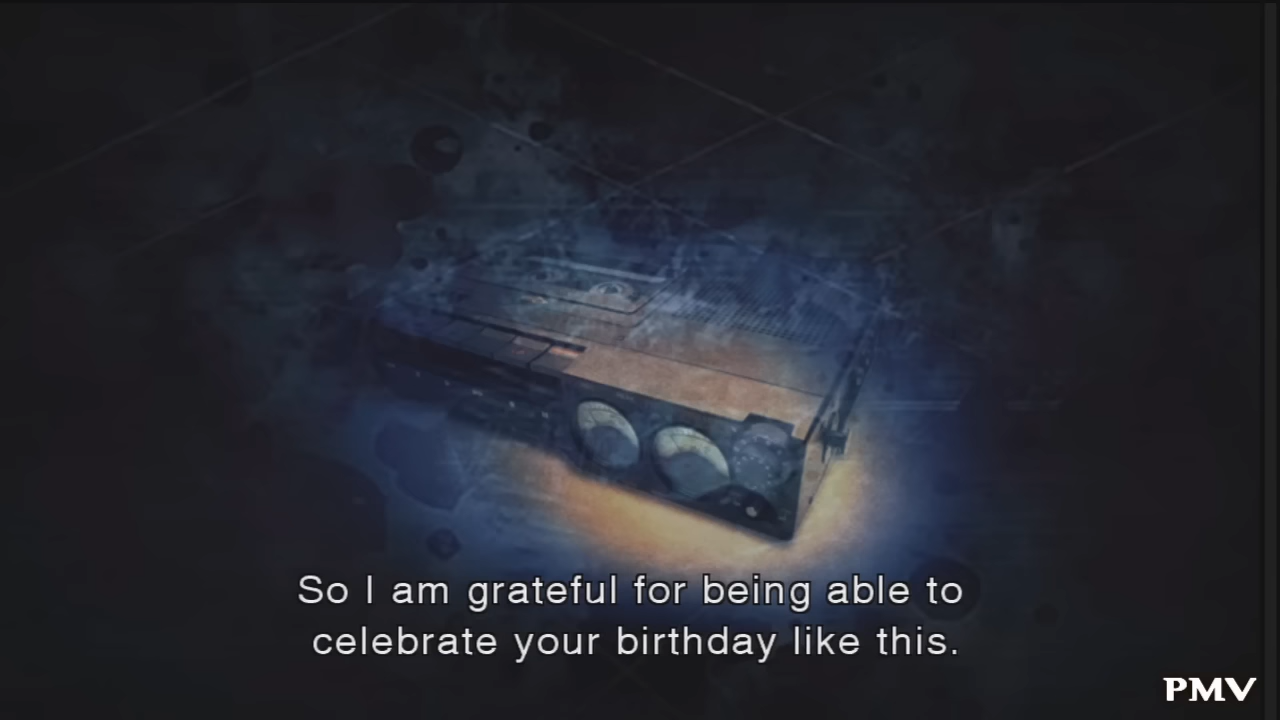 So I am grateful for being able to
celebrate your birthday like this.
PMV